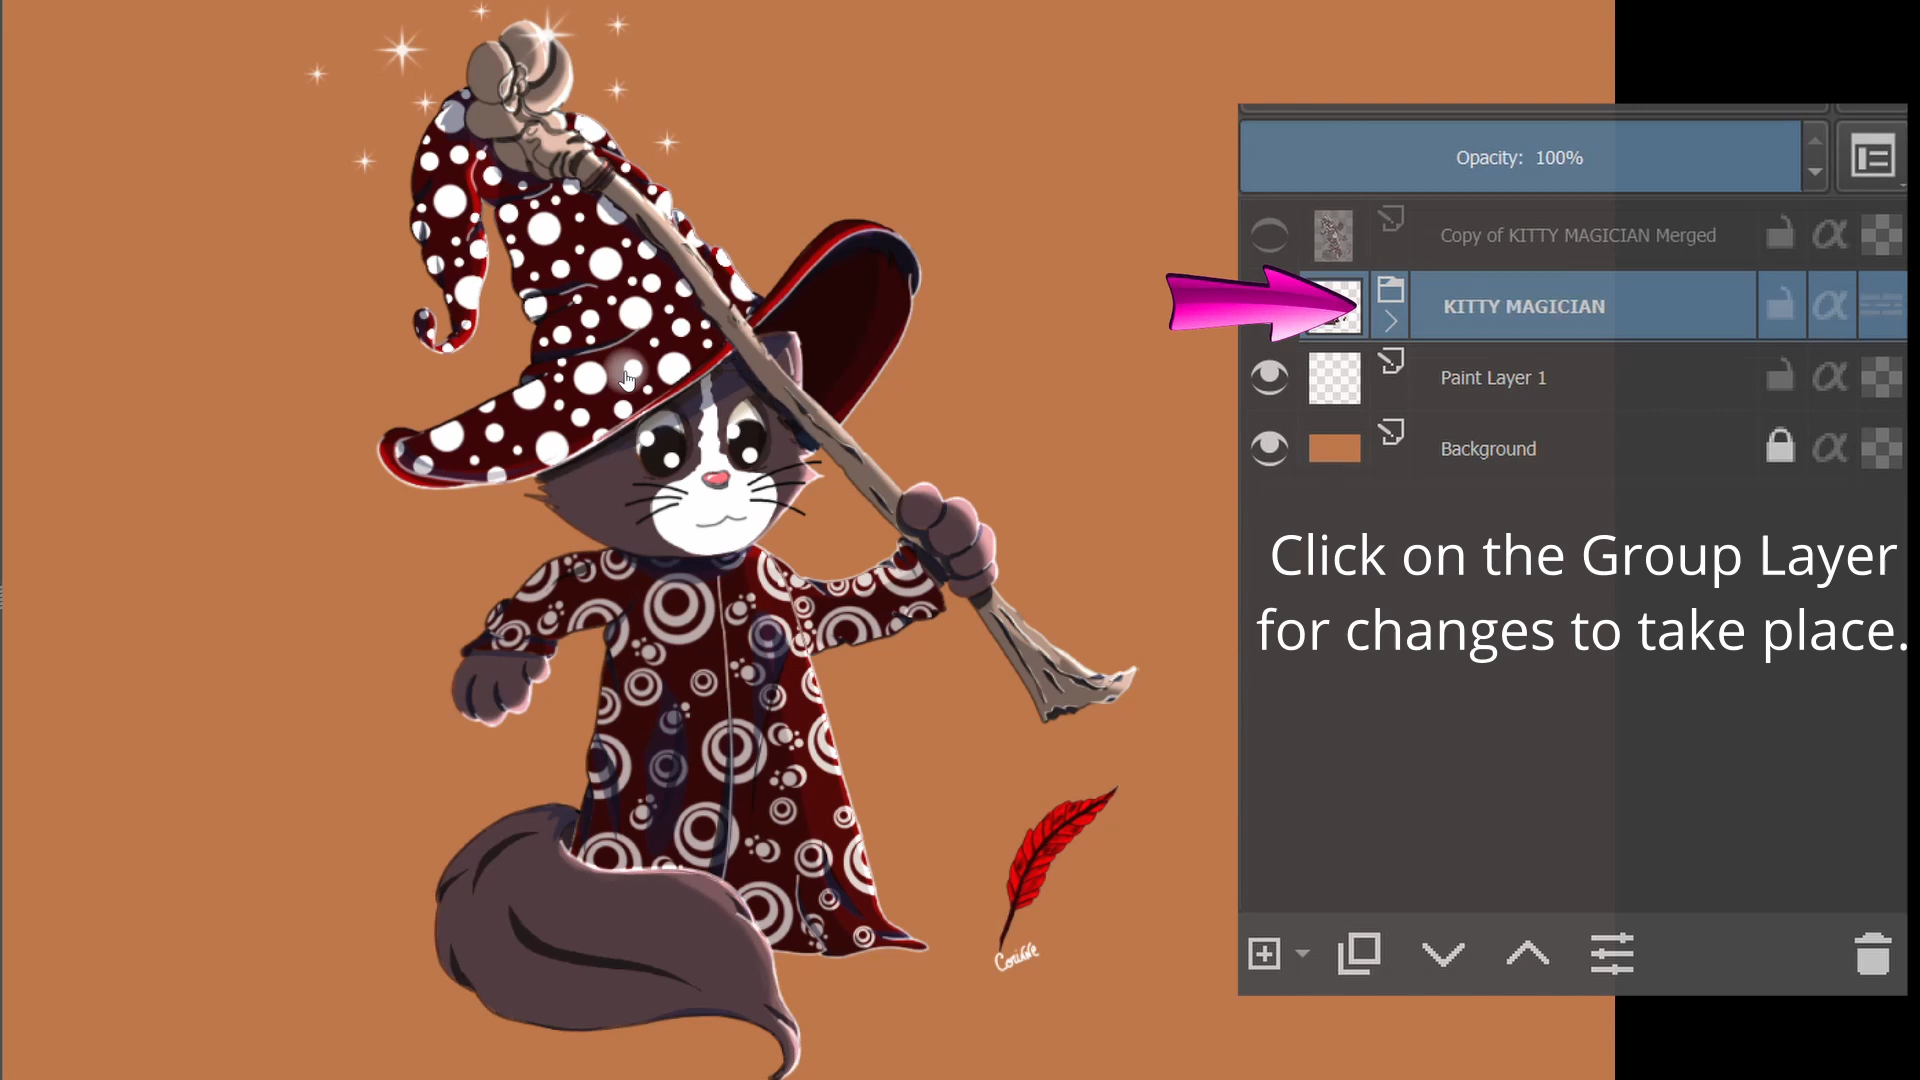 Opacity: 100%
Copy of KITTY MAGICIAN Merged
KITTY MAGICIAN
Paint Layer 1
Background
Click on the Group Layer
for changes to take place.